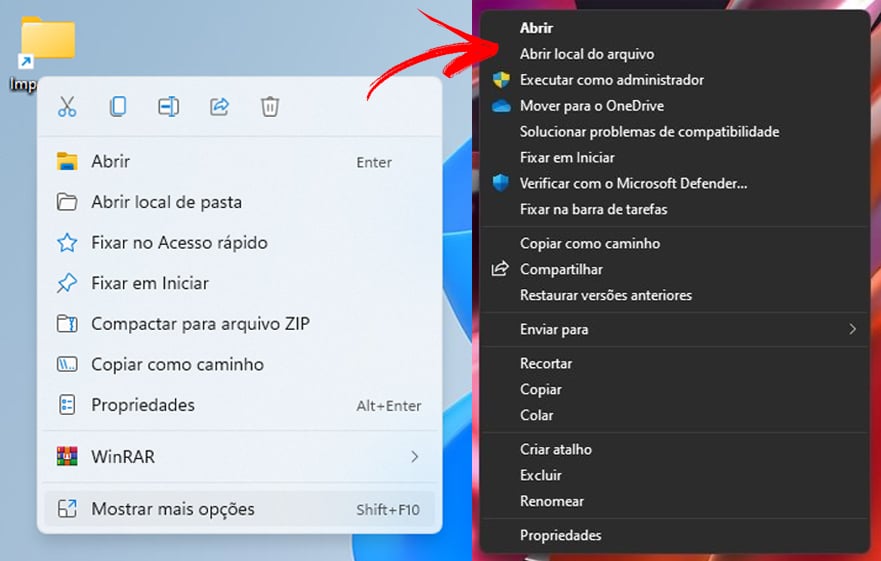 Imp
Abrir Enter
Abrir local de pasta
Fixar no Acesso rápido
Fixar em Iniciar
Compactar para arquivo ZIP
Copiar como caminho
Propriedades Alt+Enter
WinRAR
Mostrar mais opções Shift+F10
Abrir
Abrir local do arquivo
Executar como administrador
Mover para o OneDrive
Solucionar problemas de compatibilidade
Fixar em Iniciar
Verificar com o Microsoft Defender...
Fixar na barra de tarefas
Copiar como caminho
Compartilhar
Restaurar versões anteriores
Enviar para
Recortar
Copiar
Colar
Criar atalho
Excluir
Renomear
Propriedades